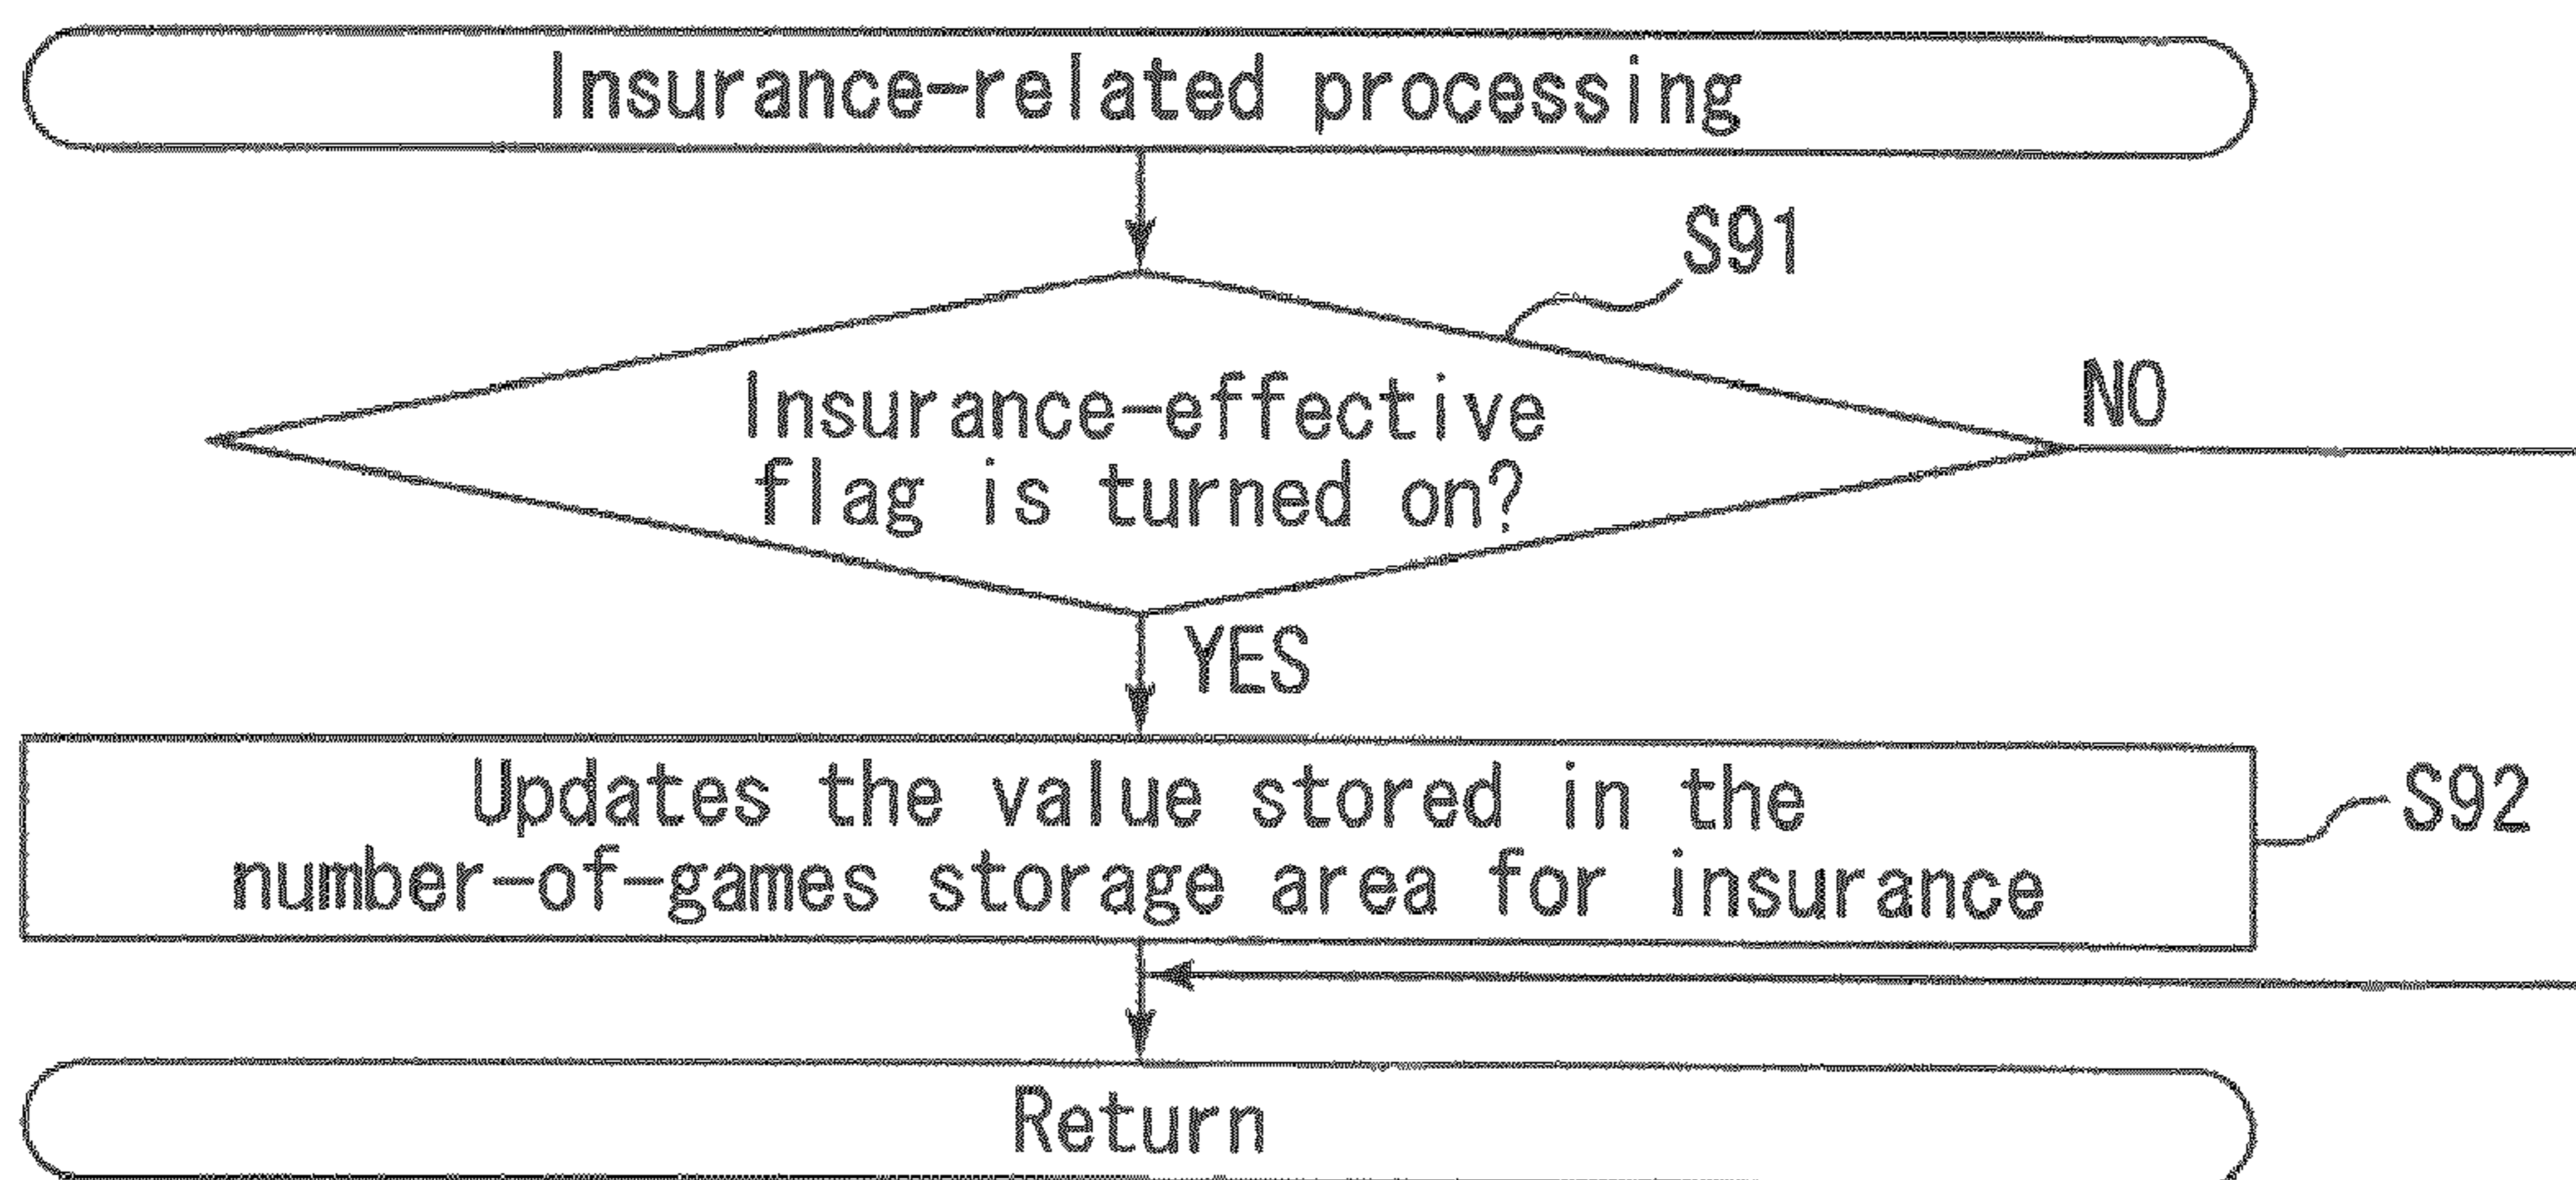 Insurance-related processing
S91
NO
Insurance-effective
flag is turned on?
YES
Updates the value stored in the
number-of-games storage area for insurance
S92
Return